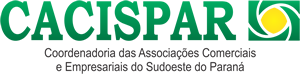 CACISPAR
Coordenadoria das Associações Comerciais
e Empresariais do Sudoeste do Paraná